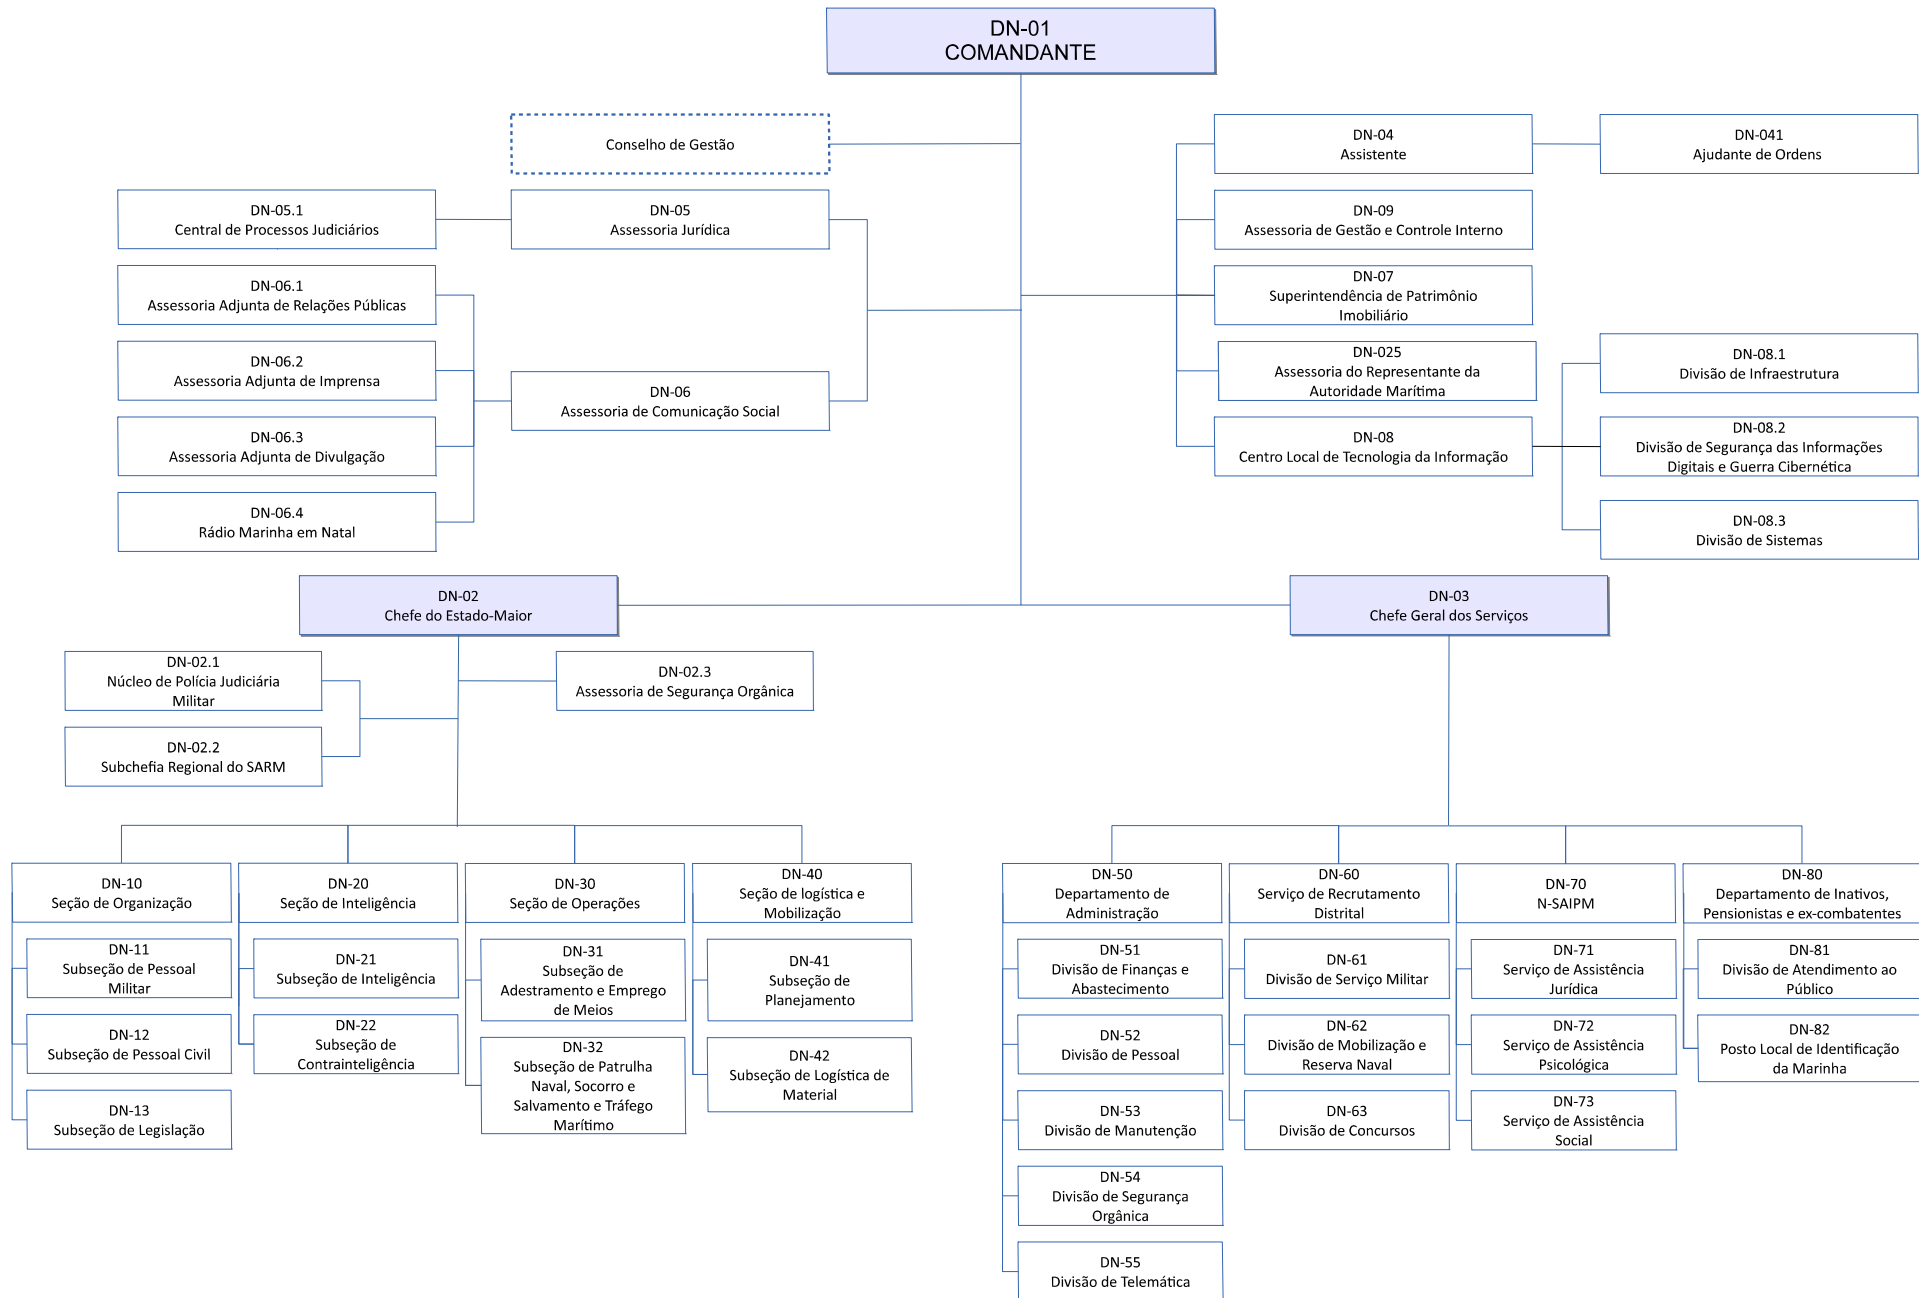 DN-01
COMANDANTE
Conselho de Gestão
DN-04
Assistente
DN-041
Ajudante de Ordens
DN-05.1
Central de Processos Judiciários
DN-05
Assessoria Jurídica
DN-09
Assessoria de Gestão e Controle Interno
DN-06.1
Assessoria Adjunta de Relações Públicas
DN-07
Superintendência de Patrimônio
Imobiliário
DN-06.2
Assessoria Adjunta de Imprensa
DN-06
Assessoria de Comunicação Social
DN-025
Assessoria do Representante da
Autoridade Marítima
DN-08.1
Divisão de Infraestrutura
DN-06.3
Assessoria Adjunta de Divulgação
DN-08
Centro Local de Tecnologia da Informação
DN-08.2
Divisão de Segurança das Informações
Digitais e Guerra Cibernética
DN-06.4
Rádio Marinha em Natal
DN-08.3
Divisão de Sistemas
DN-02
Chefe do Estado-Maior
DN-03
Chefe Geral dos Serviços
DN-02.1
Núcleo de Polícia Judiciária
Militar
DN-02.3
Assessoria de Segurança Orgânica
DN-02.2
Subchefia Regional do SARM
DN-10
Seção de Organização
DN-11
Subseção de Pessoal
Militar
DN-12
Subseção de Pessoal Civil
DN-13
Subseção de Legislação
DN-20
Seção de Inteligência
DN-21
Subseção de Inteligência
DN-22
Subseção de
Contrainteligência
DN-30
Seção de Operações
DN-31
Subseção de
Adestramento e Emprego
de Meios
DN-32
Subseção de Patrulha
Naval, Socorro e
Salvamento e Tráfego
Marítimo
DN-40
Seção de logística e
Mobilização
DN-41
Subseção de
Planejamento
DN-42
Subseção de Logística de
Material
DN-50
Departamento de
Administração
DN-51
Divisão de Finanças e
Abastecimento
DN-52
Divisão de Pessoal
DN-53
Divisão de Manutenção
DN-54
Divisão de Segurança
Orgânica
DN-55
Divisão de Telemática
DN-60
Serviço de Recrutamento
Distrital
DN-61
Divisão de Serviço Militar
DN-62
Divisão de Mobilização e
Reserva Naval
DN-63
Divisão de Concursos
DN-70
N-SAIPM
DN-71
Serviço de Assistência
Jurídica
DN-72
Serviço de Assistência
Psicológica
DN-73
Serviço de Assistência
Social
DN-80
Departamento de Inativos,
Pensionistas e ex-combatentes
DN-81
Divisão de Atendimento ao
Público
DN-82
Posto Local de Identificação
da Marinha